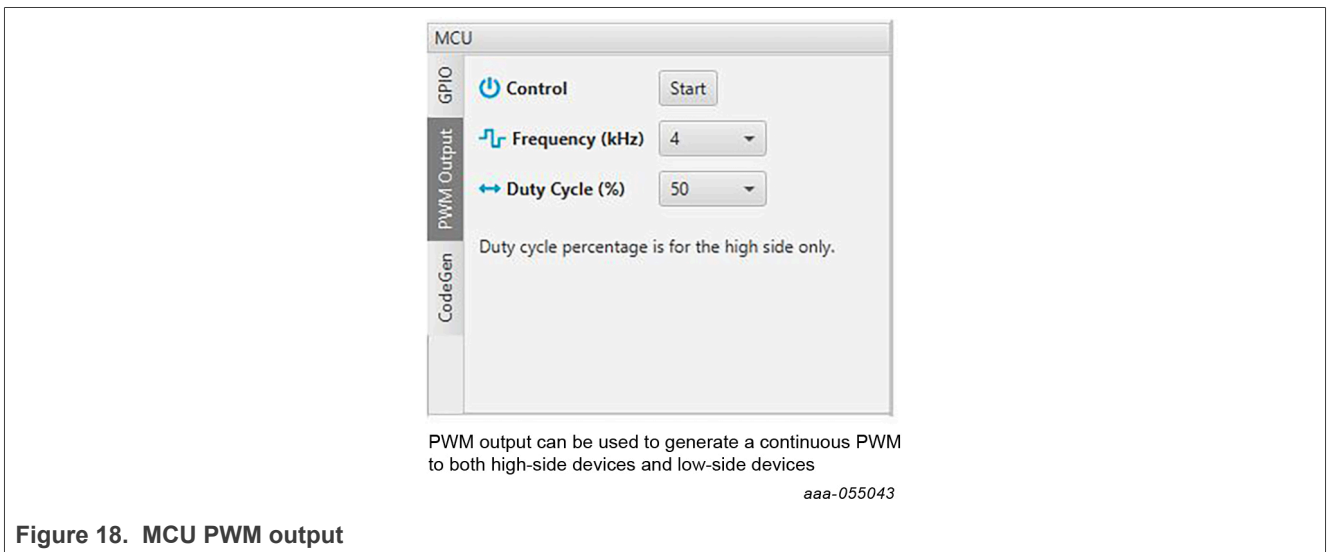 MCU
GPIO
PWM Output
CodeGen
Control
Start
Frequency (kHz)
4
Duty Cycle (%)
50
Duty cycle percentage is for the high side only.
PWM output can be used to generate a continuous PWM
to both high-side devices and low-side devices
aaa-055043
Figure 18. MCU PWM output